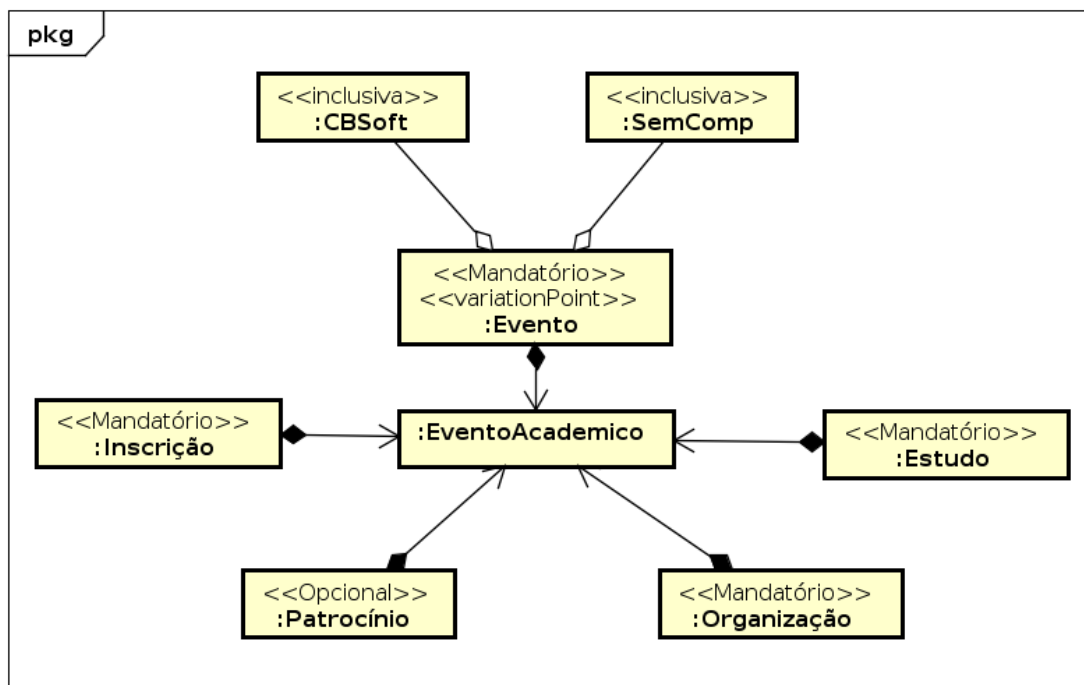 pkg
<<inclusiva>>
:CBSoft
<<inclusiva>>
:SemComp
<<Mandatório>>
<<variationPoint>>
:Evento
<<Mandatório>>
:Inscrição
:EventoAcademico
<<Mandatório>>
:Estudo
<<Opcional>>
:Patrocínio
<<Mandatório>>
:Organização